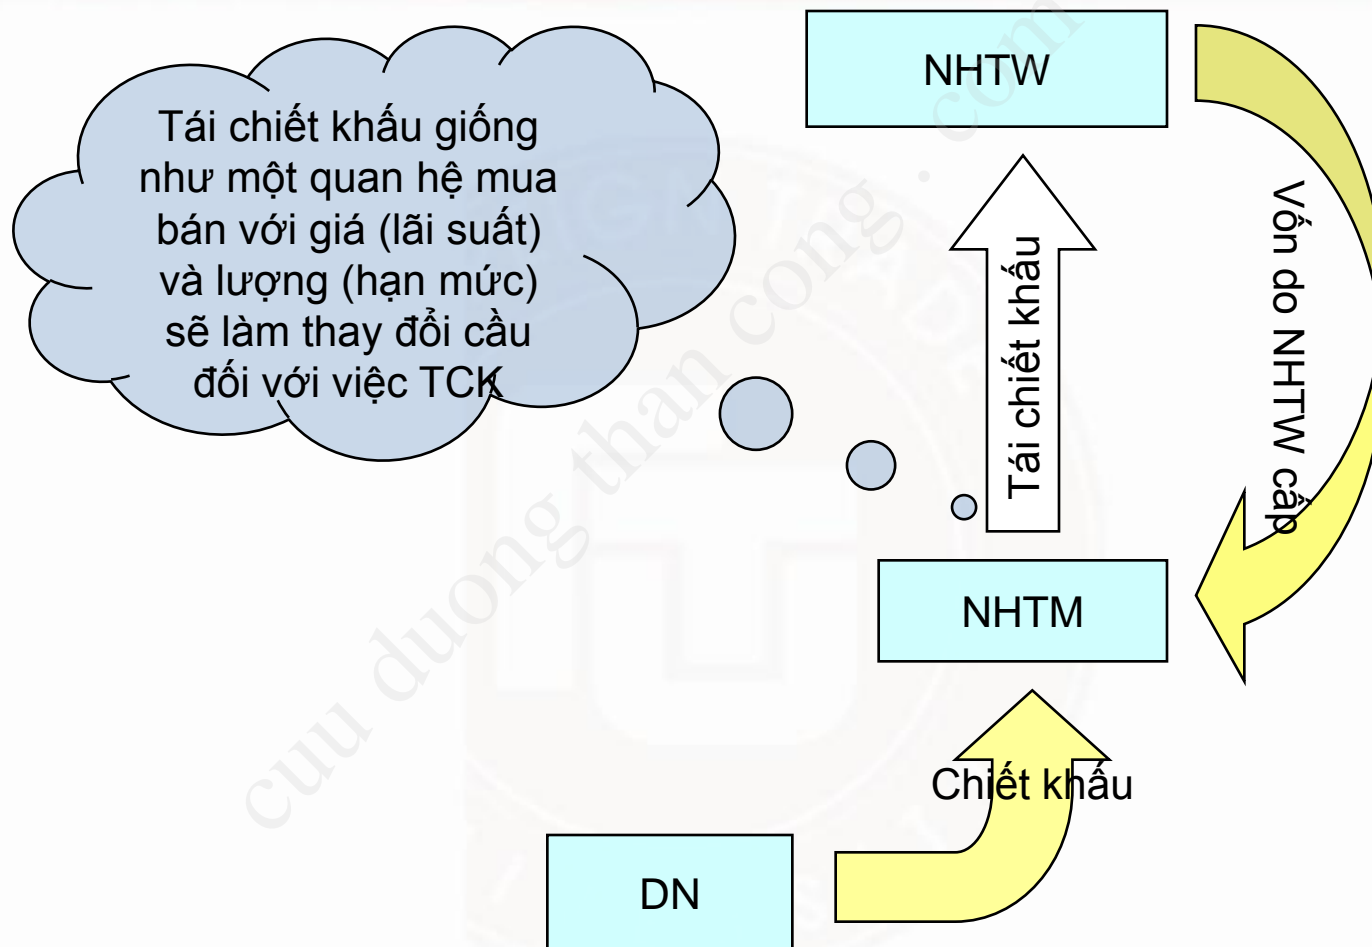 NHTW
Tái chiết khấu giống
như một quan hệ mua
bán với giá (lãi suất)
và lượng (hạn mức)
sẽ làm thay đổi cầu
đối với việc TCK
Tái chiết khấu
Vốn do NHTW cấp
NHTM
Chiết khấu
DN
cuu duong than cong . com